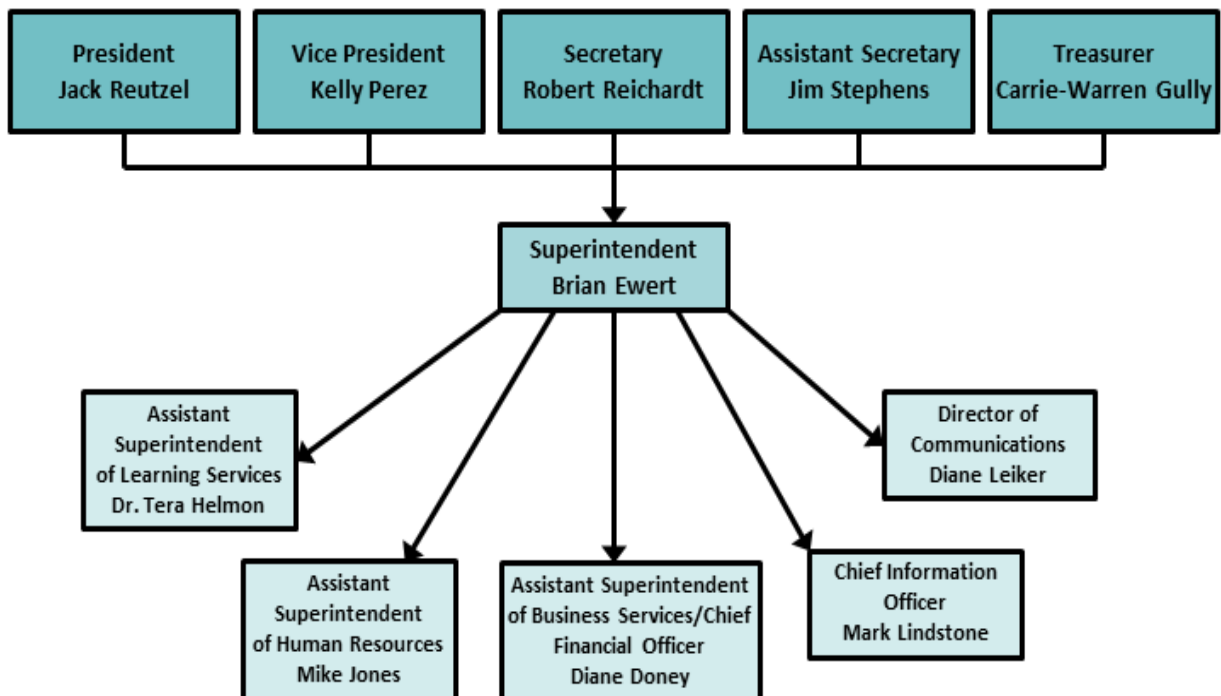 President
Jack Reutzel
Vice President
Kelly Perez
Secretary
Robert Reichardt
Assistant Secretary
Jim Stephens
Treasurer
Carrie-Warren Gully
Superintendent
Brian Ewert
Assistant
Superintendent
of Learning Services
Dr. Tera Helmon
Assistant
Superintendent
of Human Resources
Mike Jones
Assistant Superintendent
of Business Services/Chief
Financial Officer
Diane Doney
Chief Information
Officer
Mark Lindstone
Director of
Communications
Diane Leiker